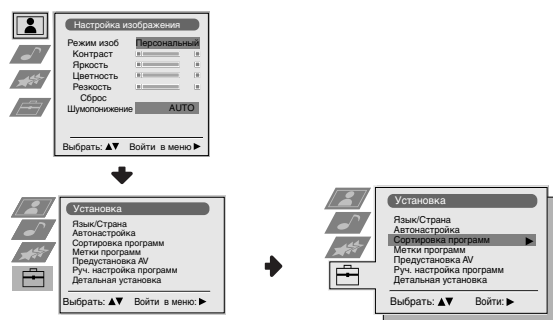 Настройка изображения
Режим изоб Персональный
Контраст
Яркость
Цветность
Резкость
Сброс
Шумопонижение AUTO
Выбрать: ▲▼ Войти в меню ▶
Установка
Язык/Страна
Автонастройка
Сортировка программ
Метки программ
Предустановка AV
Руч. настройка программ
Детальная установка
Выбрать: ▲▼ Войти в меню: ▶
Установка
Язык/Страна
Автонастройка
Сортировка программ ▶
Метки программ
Предустановка AV
Руч. настройка программ
Детальная установка
Выбрать: ▲▼ Войти: ▶